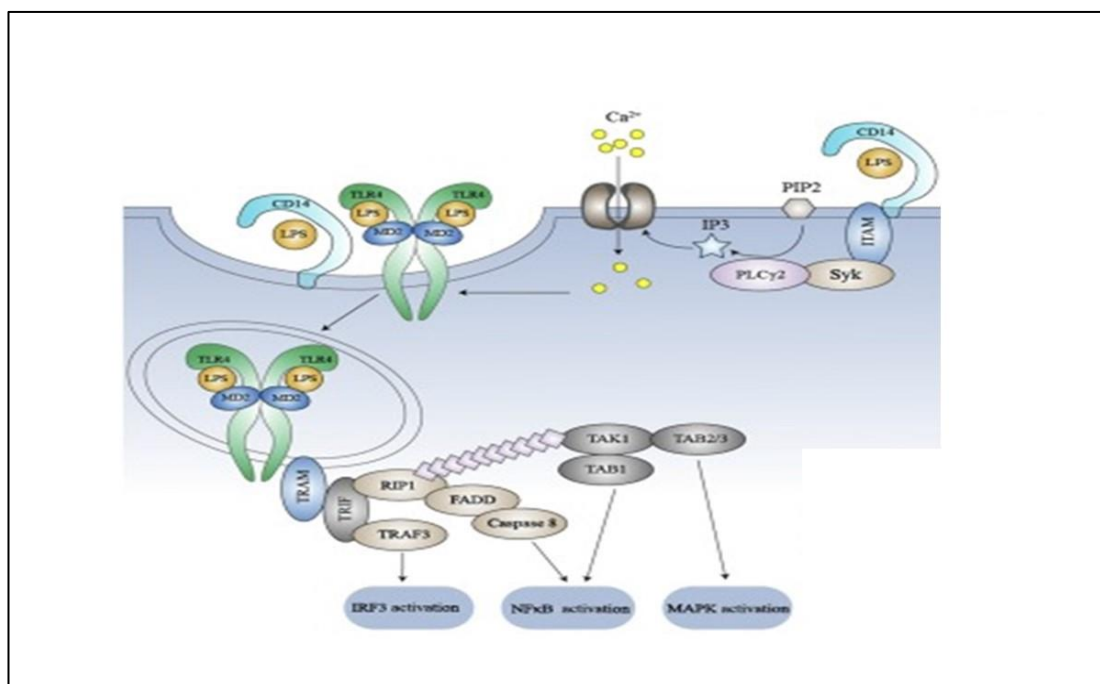 Ca²⁺
CD14
LPS
TLR4 TLR4
LPS LPS
MD2 MD2
CD14
LPS
PIP2
IP3
ITAM
PLCγ2 Syk
TLR4 TLR4
LPS LPS
MD2 MD2
TAK1 TAB2/3
TAB1
TRAM
TRIF
RIP1
FADD
Caspase 8
TRAF3
IRF3 activation
NFκB activation
MAPK activation